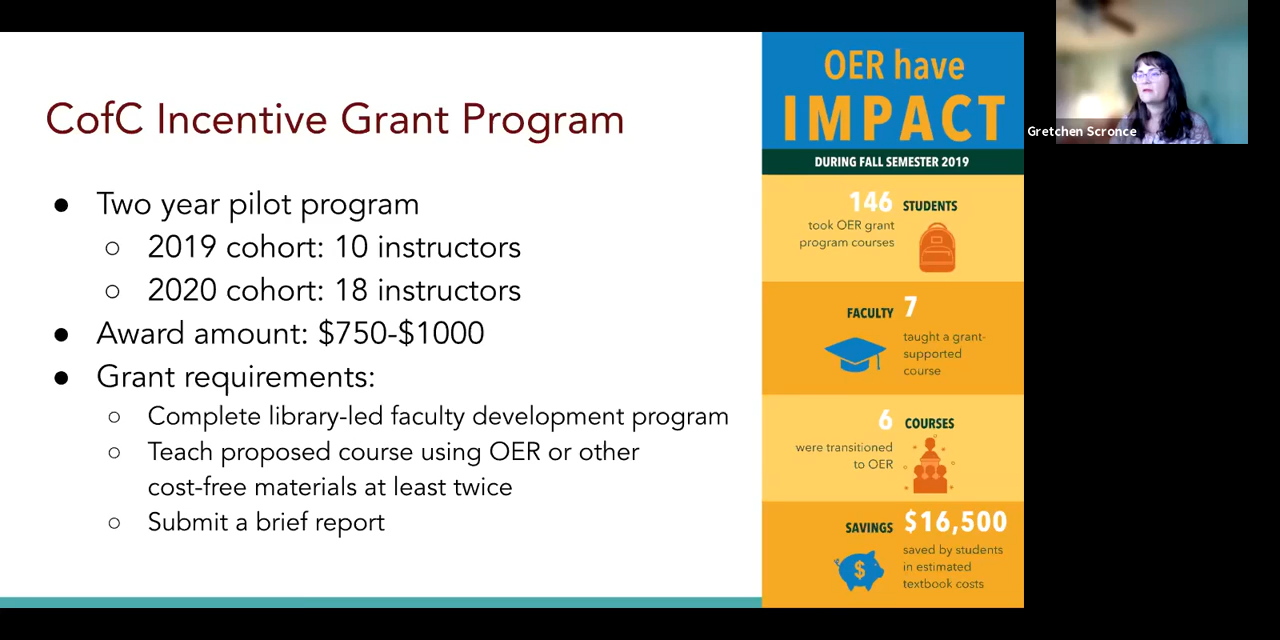 CofC Incentive Grant Program
● Two year pilot program
○ 2019 cohort: 10 instructors
○ 2020 cohort: 18 instructors
● Award amount: $750-$1000
● Grant requirements:
○ Complete library-led faculty development program
○ Teach proposed course using OER or other
cost-free materials at least twice
○ Submit a brief report
OER have
IMPACT
DURING FALL SEMESTER 2019
146 STUDENTS
took OER grant
program courses
FACULTY 7
taught a grant-
supported
course
6 COURSES
were transitioned
to OER
SAVINGS $16,500
saved by students
in estimated
textbook costs
$
Gretchen Scronce